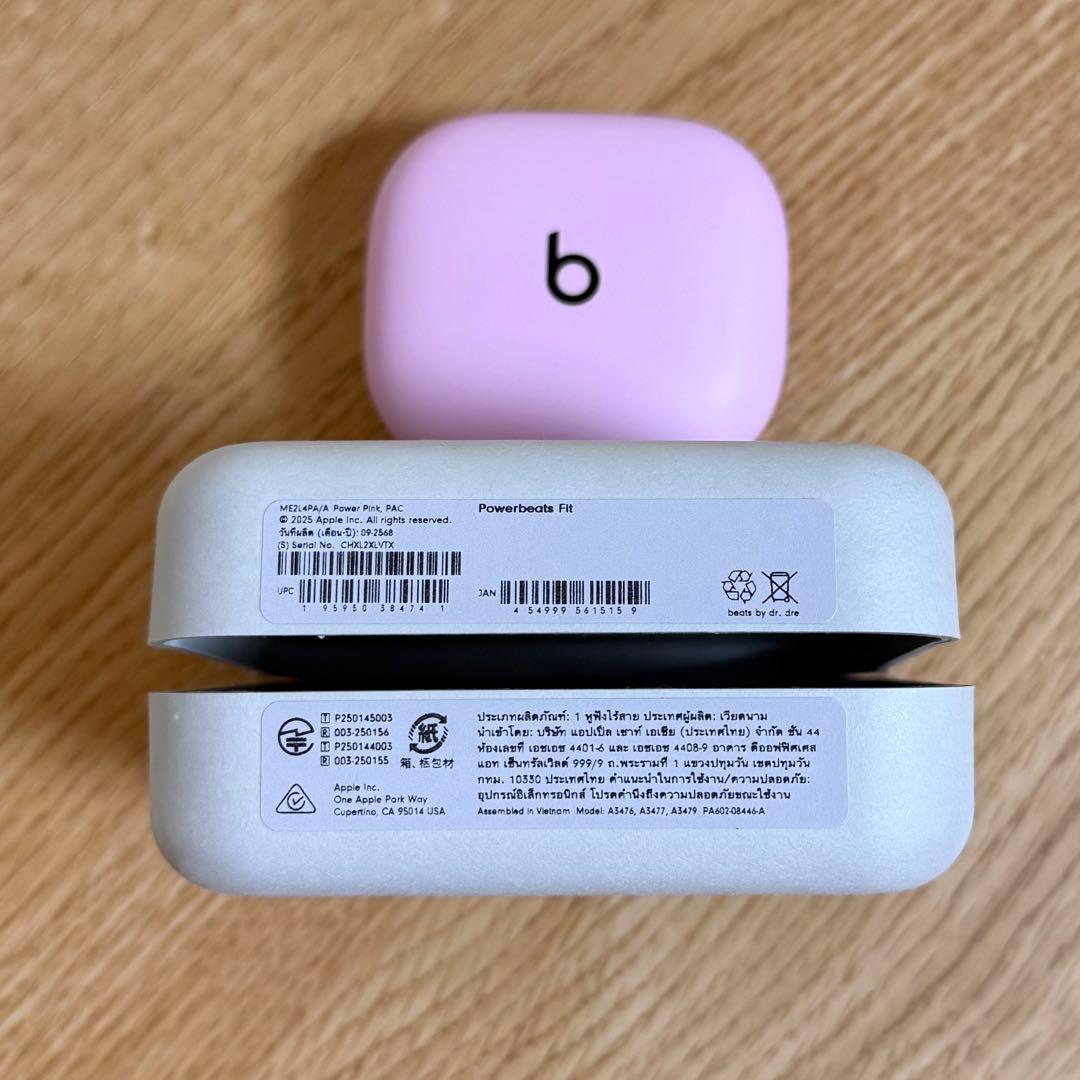 b
ME2L4PA/A Power Pink, PAC
© 2025 Apple Inc. All rights reserved.
วันที่ผลิต (เดือน-ปี): 09-2568
(S) Serial No. CHXL2XLVTX
Powerbeats Fit
UPC
1 95950 38474 1
JAN
4 54999 561515 9
beats by dr. dre
T P250145003
R 003-250156
T P250144003
R 003-250155
紙
箱、梱包材
Apple Inc.
One Apple Park Way
Cupertino, CA 95014 USA
ประเภทผลิตภัณฑ์: 1 หูฟังไร้สาย ประเทศผู้ผลิต: เวียดนาม
นำเข้าโดย: บริษัท แอปเปิล เซาท์ เอเชีย (ประเทศไทย) จำกัด ชั้น 44
ห้องเลขที่ เอชเอช 4401-6 และ เอชเอช 4408-9 อาคาร ดิออฟฟิศเศส
แอท เซ็นทรัลเวิลด์ 999/9 ถ.พระรามที่ 1 แขวงปทุมวัน เขตปทุมวัน
กทม. 10330 ประเทศไทย คำแนะนำในการใช้งาน/ความปลอดภัย:
อุปกรณ์อิเล็กทรอนิกส์ โปรดคำนึงถึงความปลอดภัยขณะใช้งาน
Assembled in Vietnam Model: A3476, A3477, A3479 PA602-08446-A